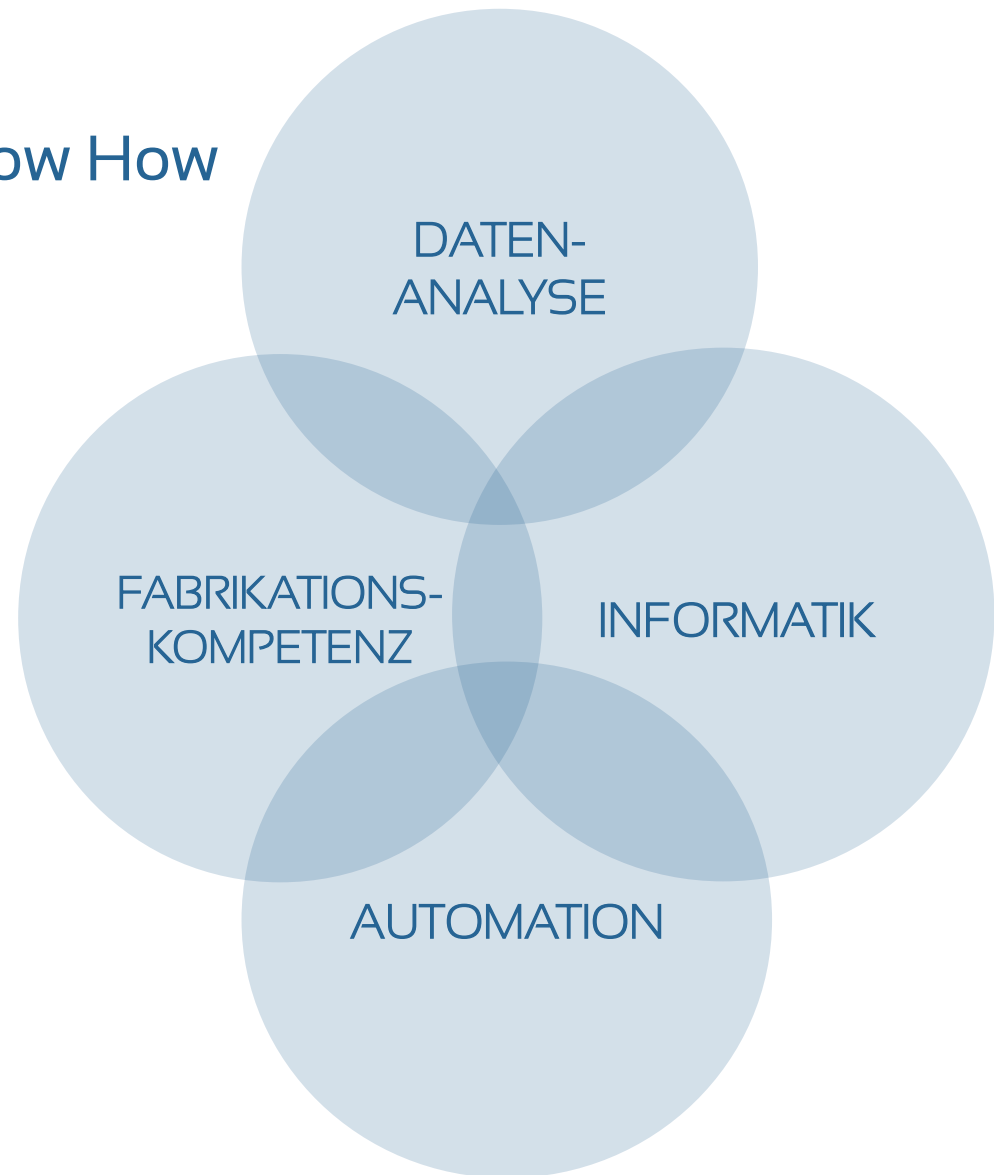 ow How
DATEN-
ANALYSE
FABRIKATIONS-
KOMPETENZ
INFORMATIK
AUTOMATION